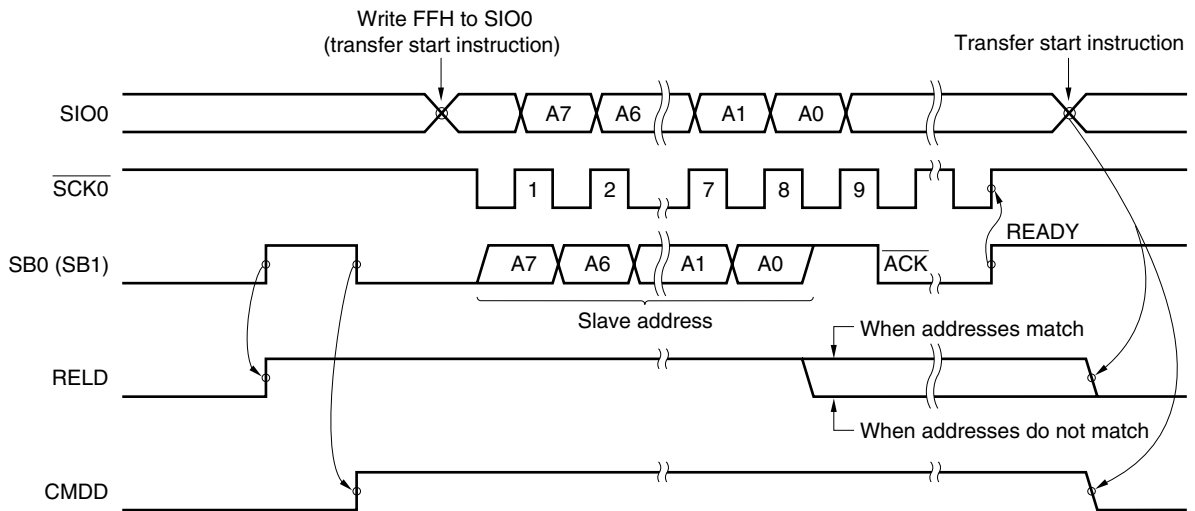 Write FFH to SIO0
(transfer start instruction)
Transfer start instruction
SIO0
A7
A6
A1
A0
SCK0
1
2
7
8
9
READY
SB0 (SB1)
A7
A6
A1
A0
ACK
Slave address
When addresses match
RELD
When addresses do not match
CMDD